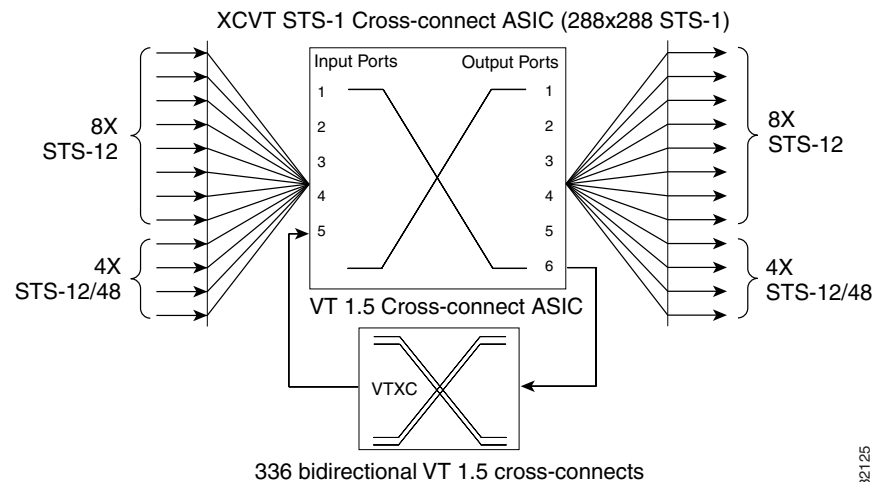 XCVT STS-1 Cross-connect ASIC (288x288 STS-1)
Input Ports
Output Ports
1
2
3
4
5
1
2
3
4
5
6
8X
STS-12
4X
STS-12/48
8X
STS-12
4X
STS-12/48
VT 1.5 Cross-connect ASIC
VTXC
336 bidirectional VT 1.5 cross-connects